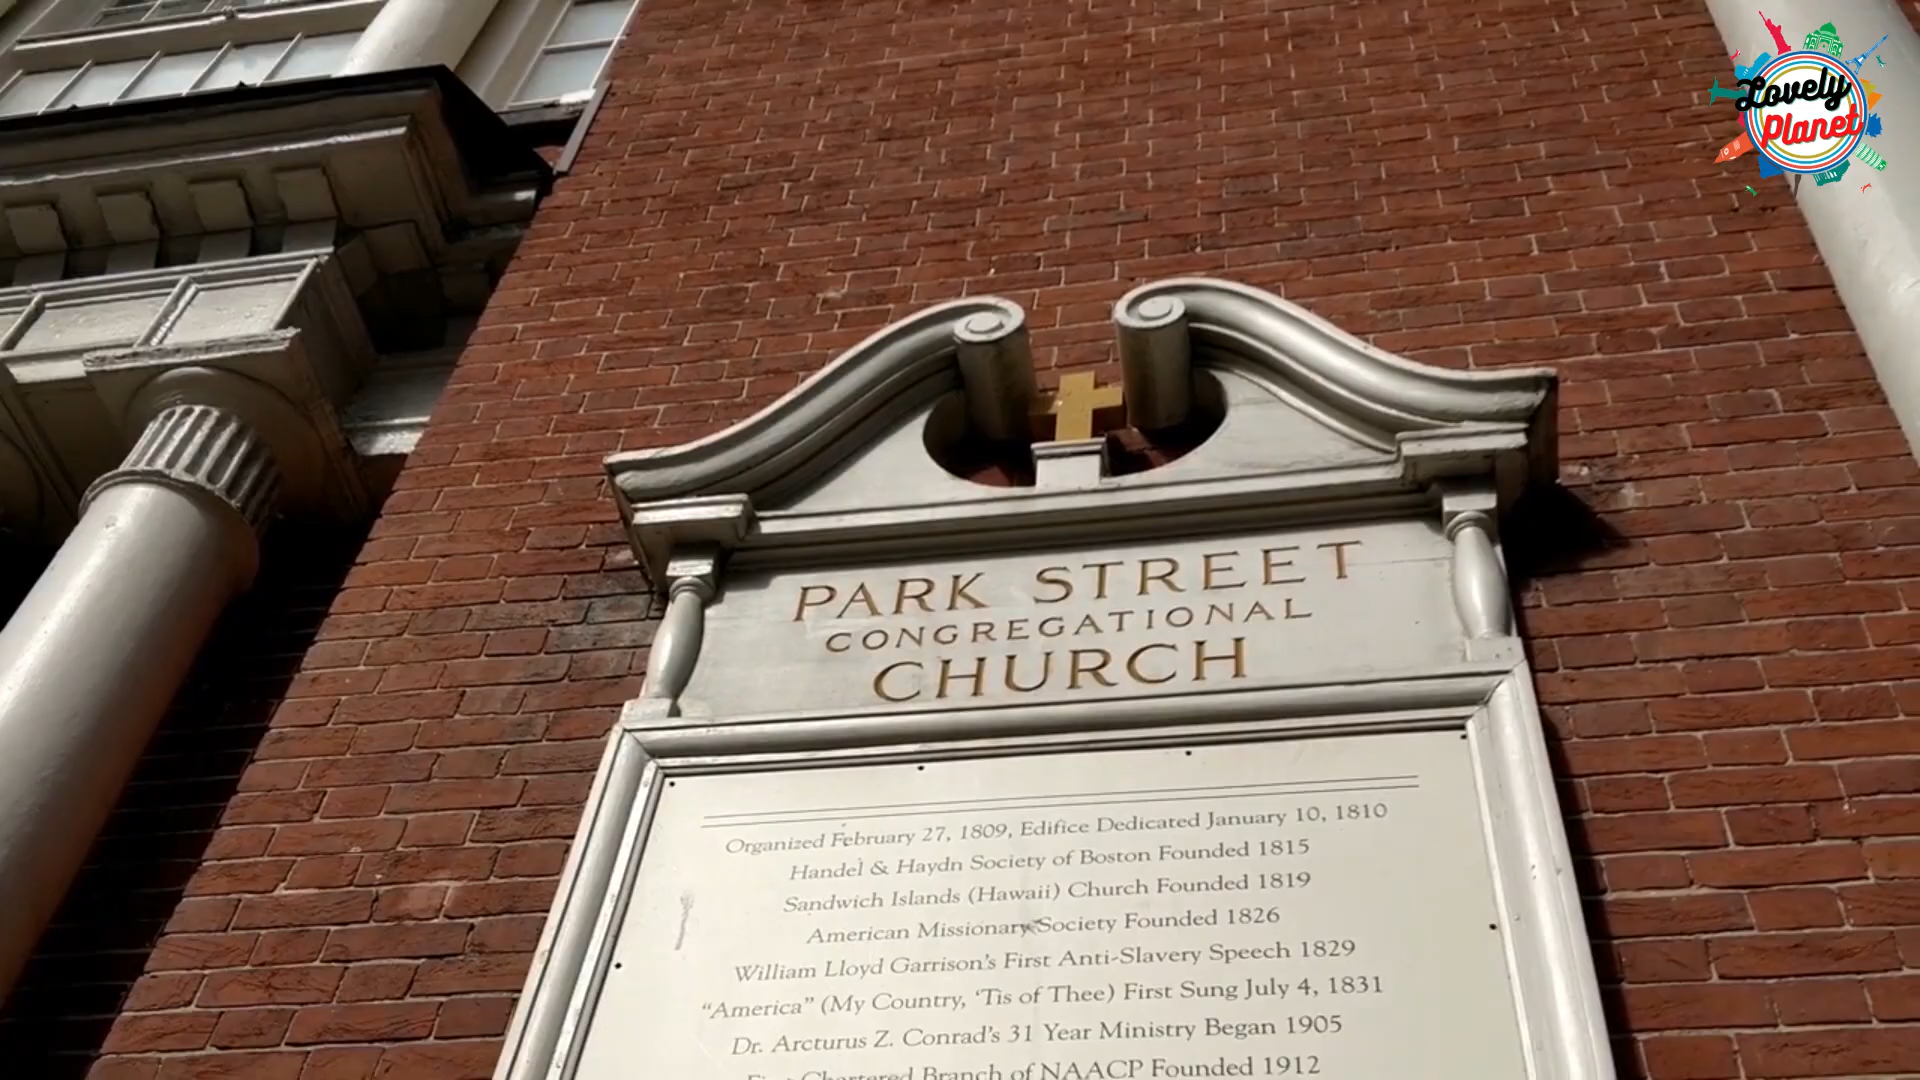 Lovely
Planet
PARK STREET
CONGREGATIONAL
CHURCH
Organized February 27, 1809, Edifice Dedicated January 10, 1810
Handel & Haydn Society of Boston Founded 1815
Sandwich Islands (Hawaii) Church Founded 1819
American Missionary Society Founded 1826
William Lloyd Garrison's First Anti-Slavery Speech 1829
"America" (My Country, 'Tis of Thee) First Sung July 4, 1831
Dr. Arcturus Z. Conrad's 31 Year Ministry Began 1905
First Chartered Branch of NAACP Founded 1912